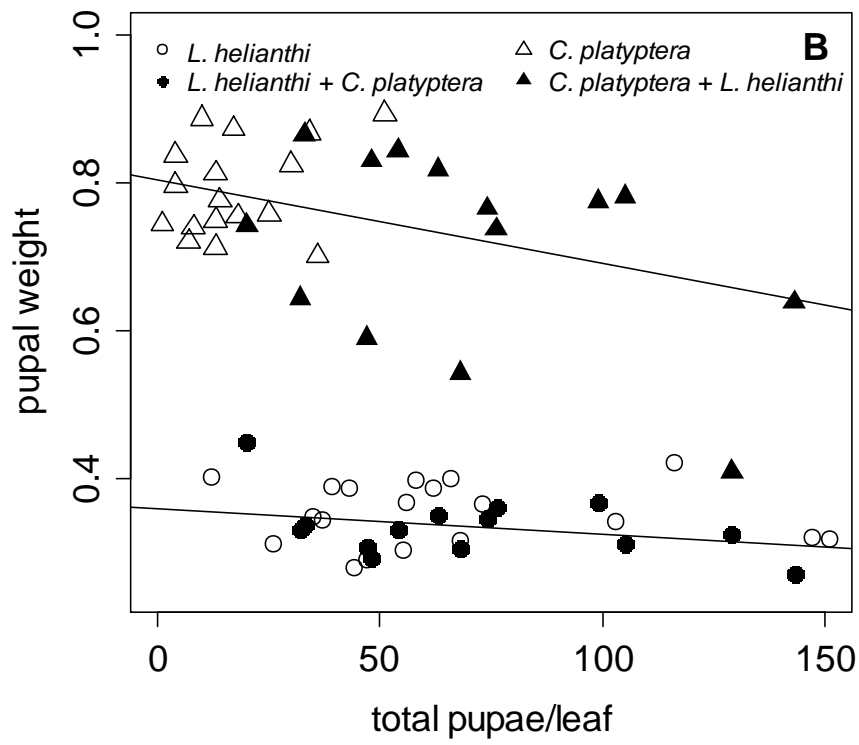 B
L. helianthi
C. platyptera
L. helianthi + C. platyptera
C. platyptera + L. helianthi
pupal weight
1.0
0.8
0.6
0.4
0 50 100 150
total pupae/leaf